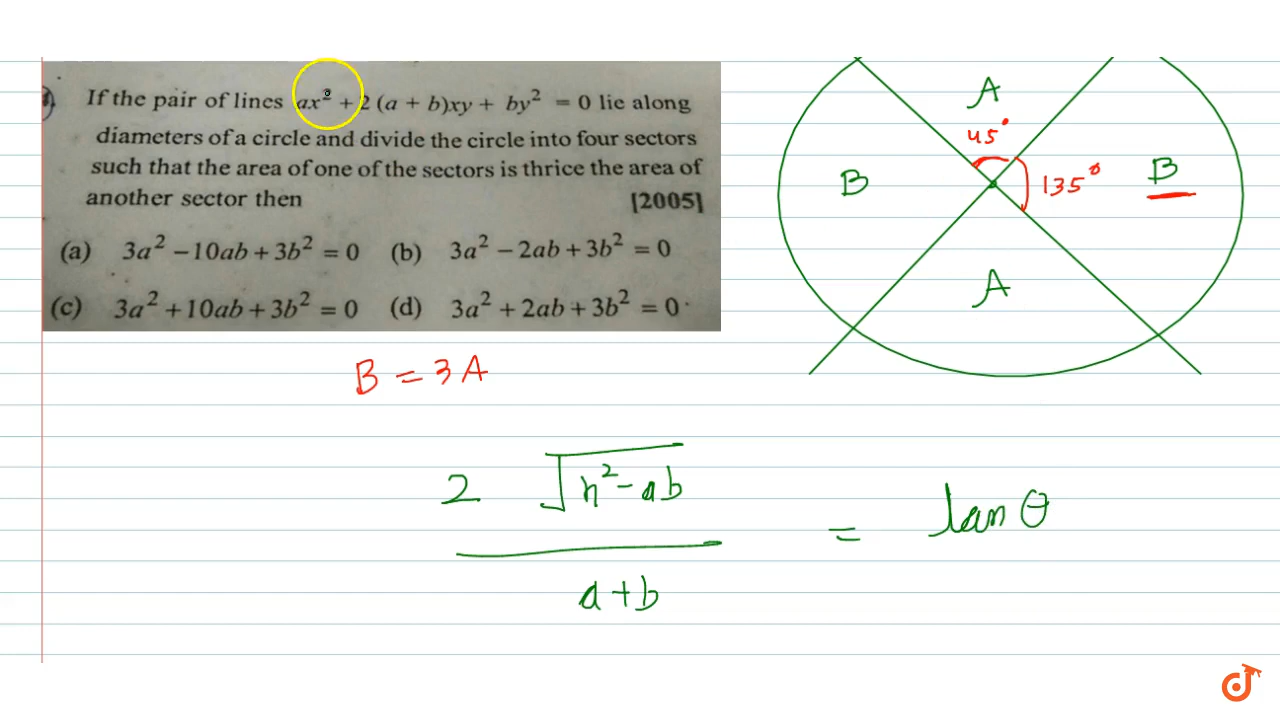 If the pair of lines ax² + 2 (a + b)xy + by² = 0 lie along
diameters of a circle and divide the circle into four sectors
such that the area of one of the sectors is thrice the area of
another sector then [2005]
(a) 3a² − 10ab + 3b² = 0 (b) 3a² − 2ab + 3b² = 0
(c) 3a² + 10ab + 3b² = 0 (d) 3a² + 2ab + 3b² = 0
A
45°
B
135°
B
A
B = 3A
2 √h² − ab
= tan θ
a + b